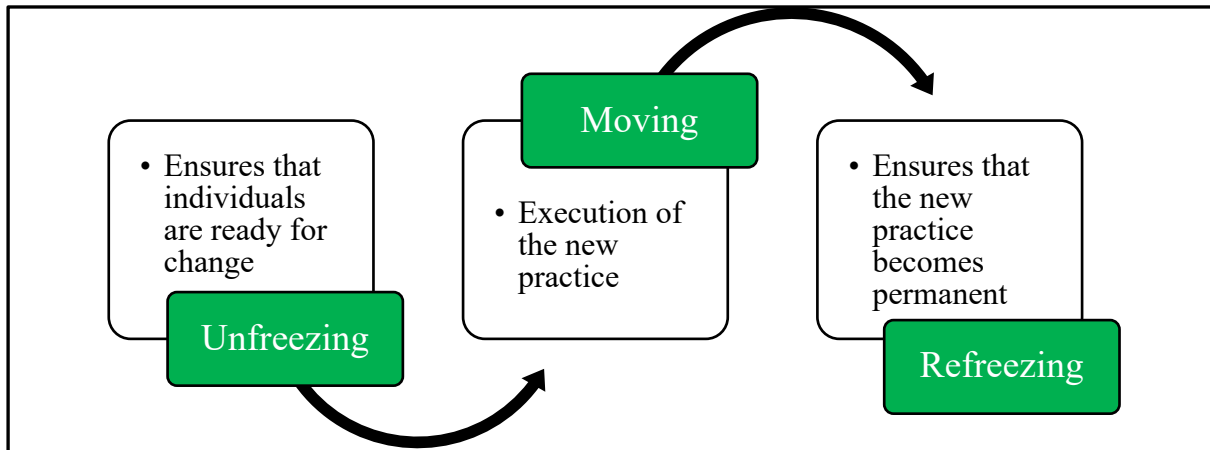 • Ensures that
individuals
are ready for
change
Unfreezing
Moving
• Execution of
the new
practice
• Ensures that
the new
practice
becomes
permanent
Refreezing